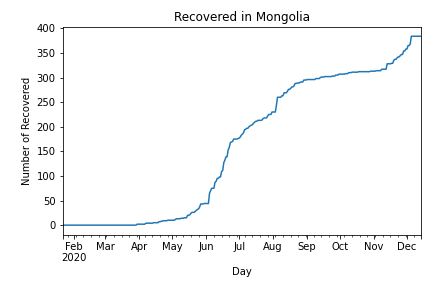 Recovered in Mongolia
Number of Recovered
400
350
300
250
200
150
100
50
0
Feb Mar Apr May Jun Jul Aug Sep Oct Nov Dec
2020
Day